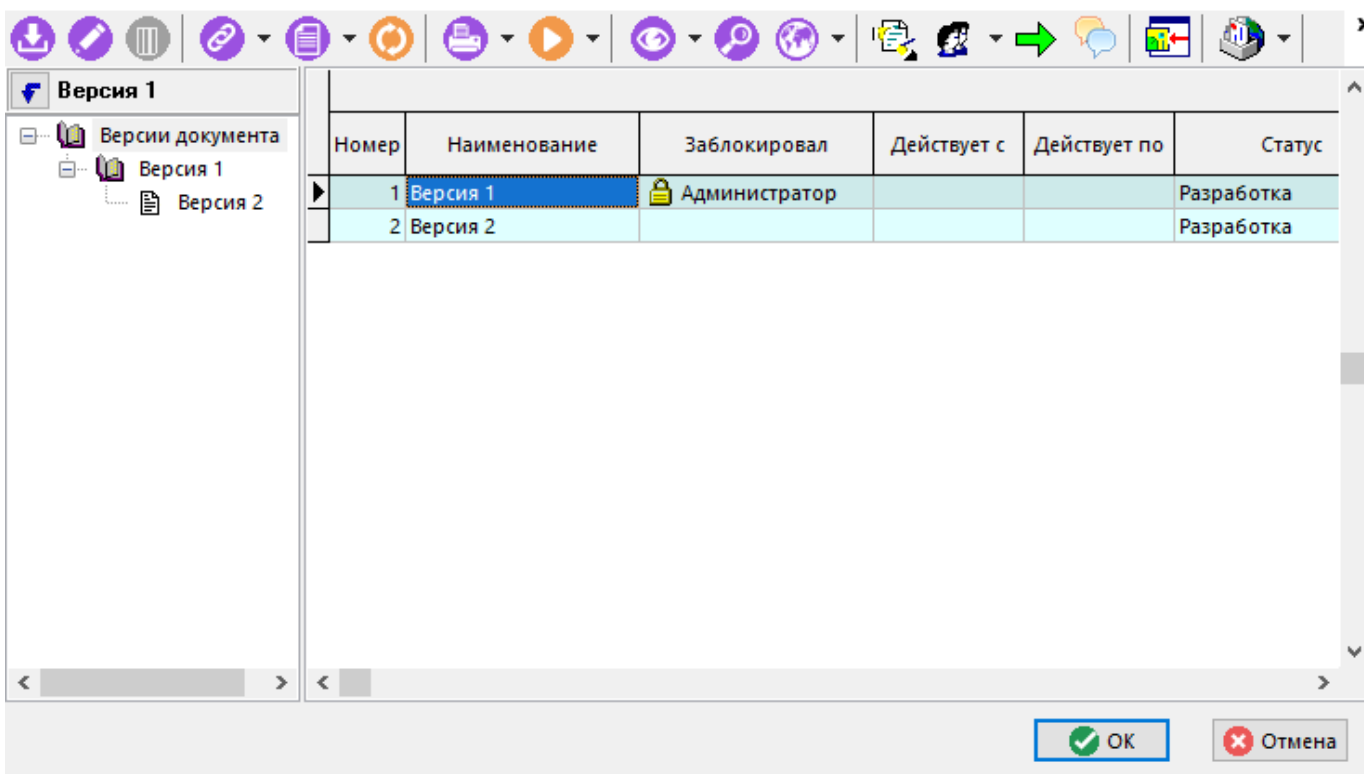 Версия 1
Версии документа
Версия 1
Версия 2
Номер Наименование Заблокировал Действует с Действует по Статус
1 Версия 1 Администратор Разработка
2 Версия 2 Разработка
OK Отмена